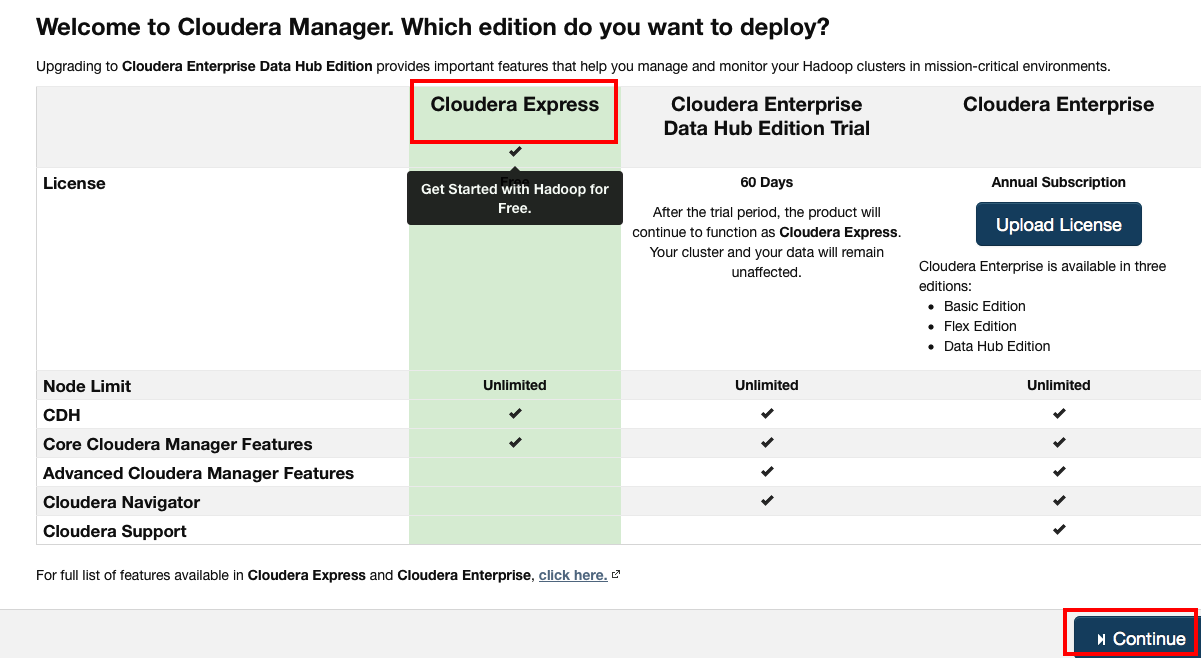 Welcome to Cloudera Manager. Which edition do you want to deploy?
Upgrading to Cloudera Enterprise Data Hub Edition provides important features that help you manage and monitor your Hadoop clusters in mission-critical environments.
Cloudera Express
Cloudera Enterprise
Data Hub Edition Trial
Cloudera Enterprise
License
Free
Get Started with Hadoop for
Free.
60 Days
After the trial period, the product will
continue to function as Cloudera Express.
Your cluster and your data will remain
unaffected.
Annual Subscription
Upload License
Cloudera Enterprise is available in three
editions:
• Basic Edition
• Flex Edition
• Data Hub Edition
Node Limit Unlimited Unlimited Unlimited
CDH
Core Cloudera Manager Features
Advanced Cloudera Manager Features
Cloudera Navigator
Cloudera Support
For full list of features available in Cloudera Express and Cloudera Enterprise, click here.
Continue